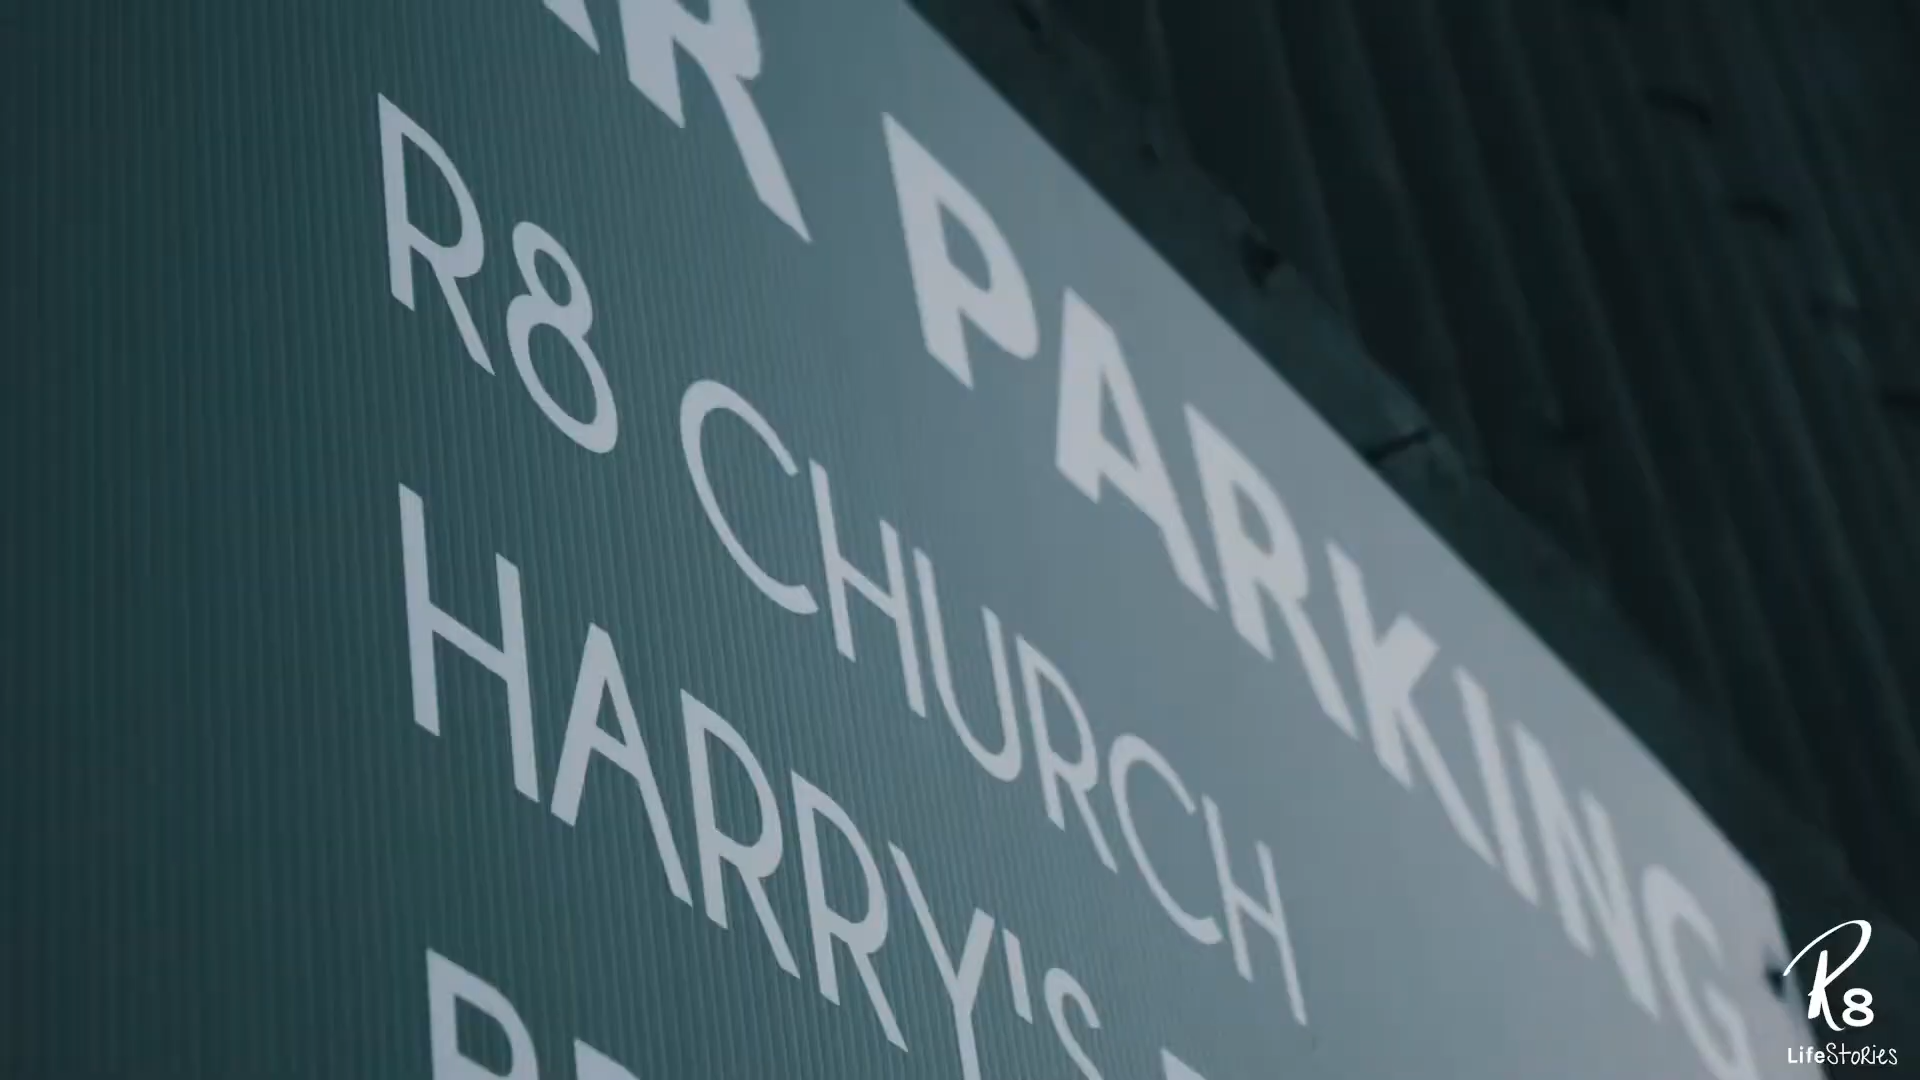 PARKING
R8 CHURCH
HARRY'S
R8
LifeStories